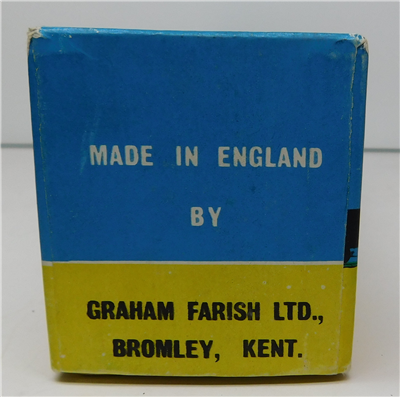 MADE IN ENGLAND
BY
GRAHAM FARISH LTD.,
BROMLEY, KENT.